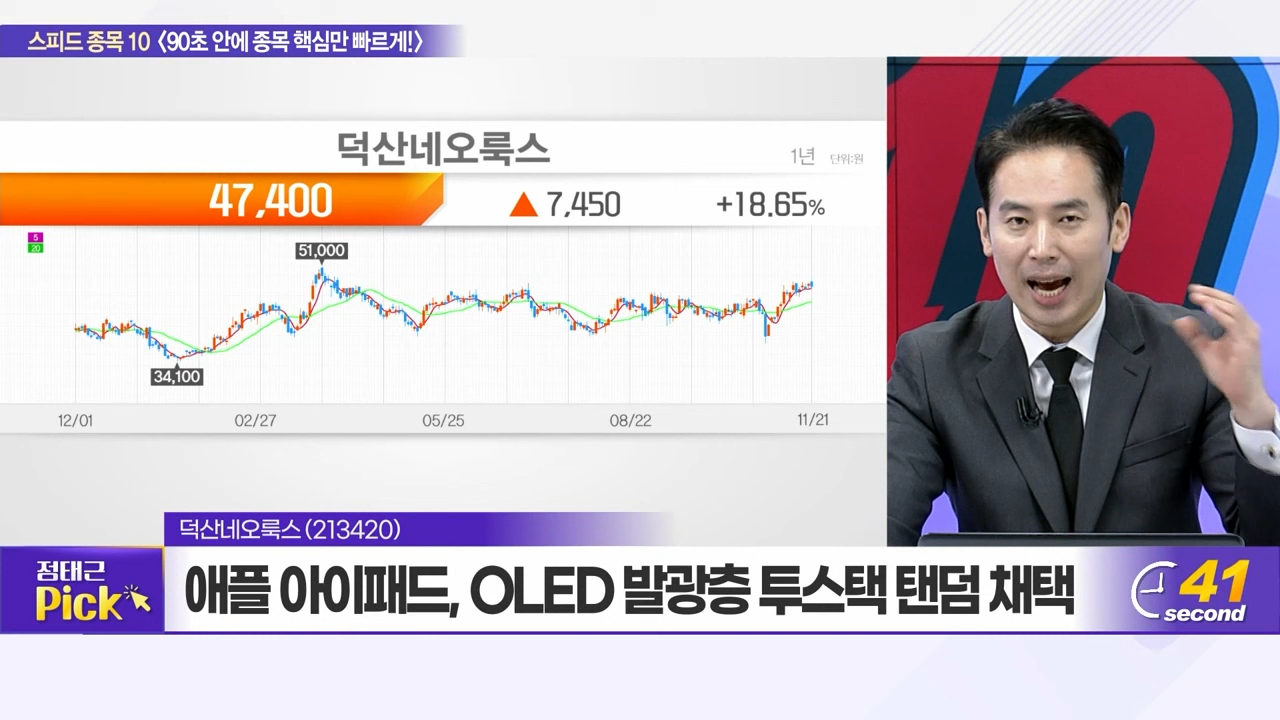 스피드 종목 10 〈90초 안에 종목 핵심만 빠르게!〉
덕산네오룩스
1년 단위:원
47,400 ▲ 7,450 +18.65%
5
20
51,000
34,100
12/01 02/27 05/25 08/22 11/21
덕산네오룩스 (213420)
정태근
Pick
애플 아이패드, OLED 발광층 투스택 탠덤 채택
41
second